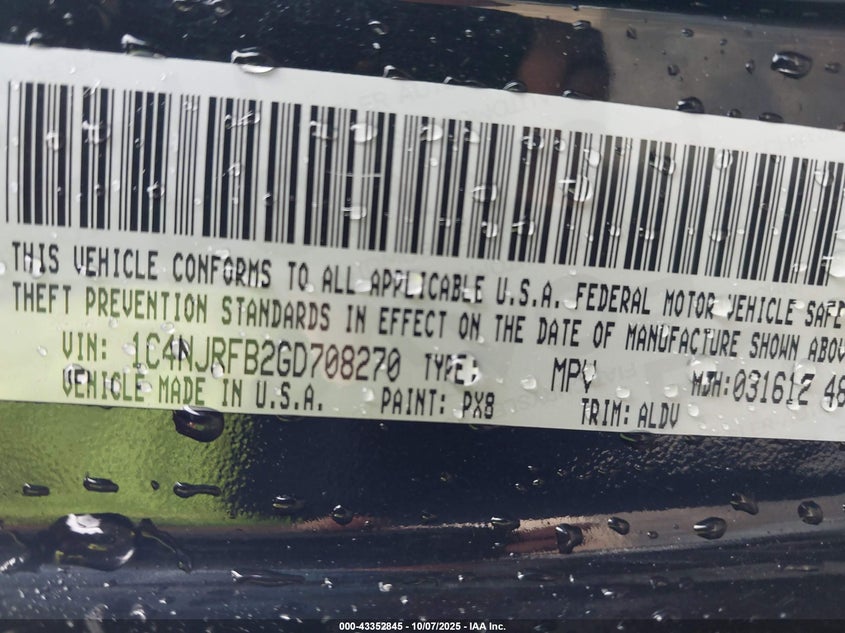 THIS VEHICLE CONFORMS TO ALL APPLICABLE U.S.A. FEDERAL MOTOR VEHICLE SAFE
THEFT PREVENTION STANDARDS IN EFFECT ON THE DATE OF MANUFACTURE SHOWN ABOV
VIN: 1C4NJRFB2GD708270 TYPE: MPV MDH:031612 48
VEHICLE MADE IN U.S.A. PAINT: PX8 TRIM: ALDV
000-43352845 - 10/07/2025 - IAA Inc.